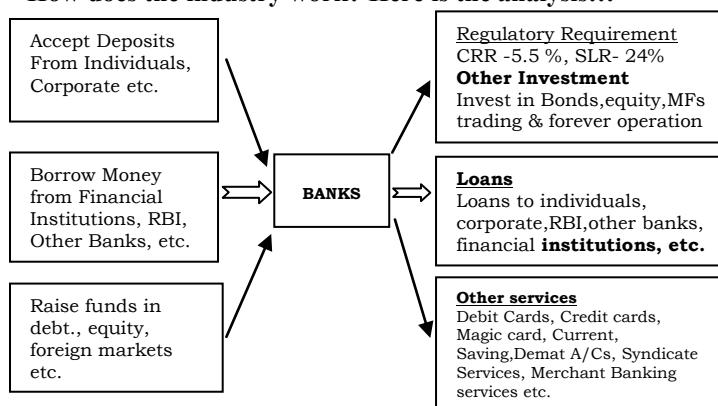 How does the industry work? Here is the analysis…
Accept Deposits
From Individuals,
Corporate etc.
Borrow Money
from Financial
Institutions, RBI,
Other Banks, etc.
Raise funds in
debt., equity,
foreign markets
etc.
BANKS
Regulatory Requirement
CRR -5.5 %, SLR- 24%
Other Investment
Invest in Bonds,equity,MFs
trading & forever operation
Loans
Loans to individuals,
corporate,RBI,other banks,
financial institutions, etc.
Other services
Debit Cards, Credit cards,
Magic card, Current,
Saving,Demat A/Cs, Syndicate
Services, Merchant Banking
services etc.